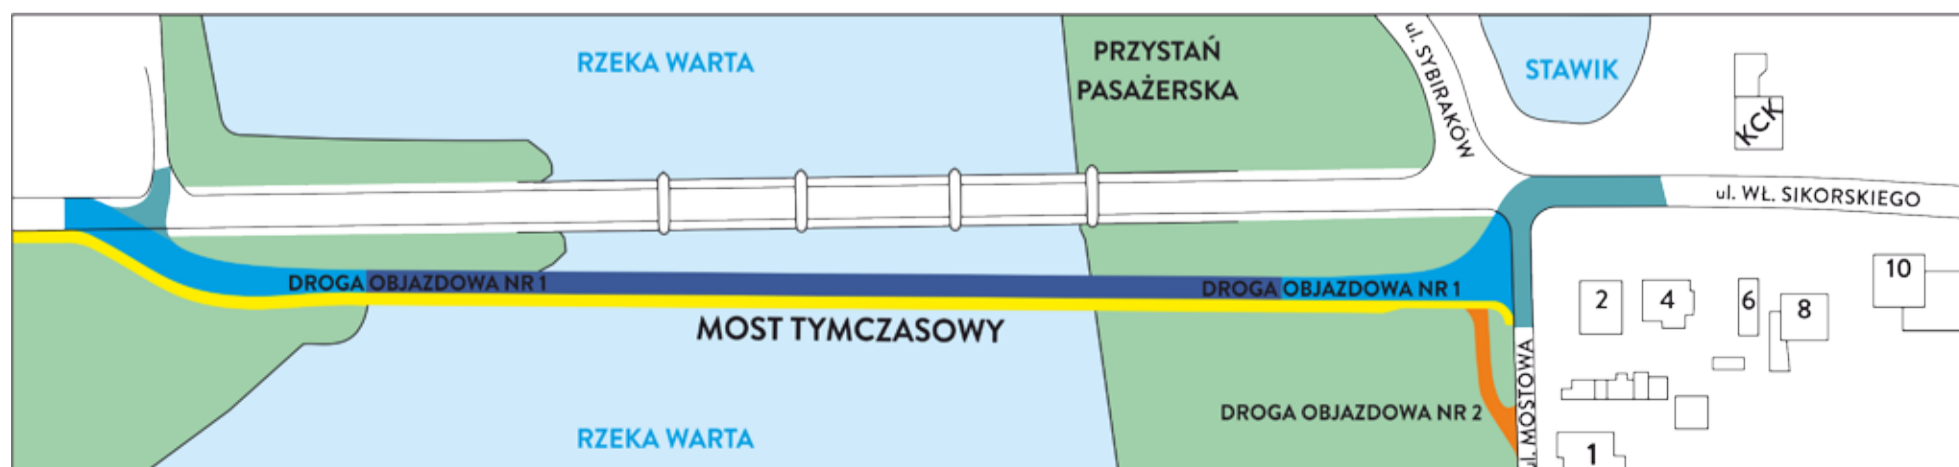 RZEKA WARTA
PRZYSTAŃ
PASAŻERSKA
ul. SYBIRAKÓW
STAWIK
KCK
ul. WŁ. SIKORSKIEGO
DROGA OBJAZDOWA NR 1
DROGA OBJAZDOWA NR 1
MOST TYMCZASOWY
2
4
6
8
10
DROGA OBJAZDOWA NR 2
ul. MOSTOWA
RZEKA WARTA
1